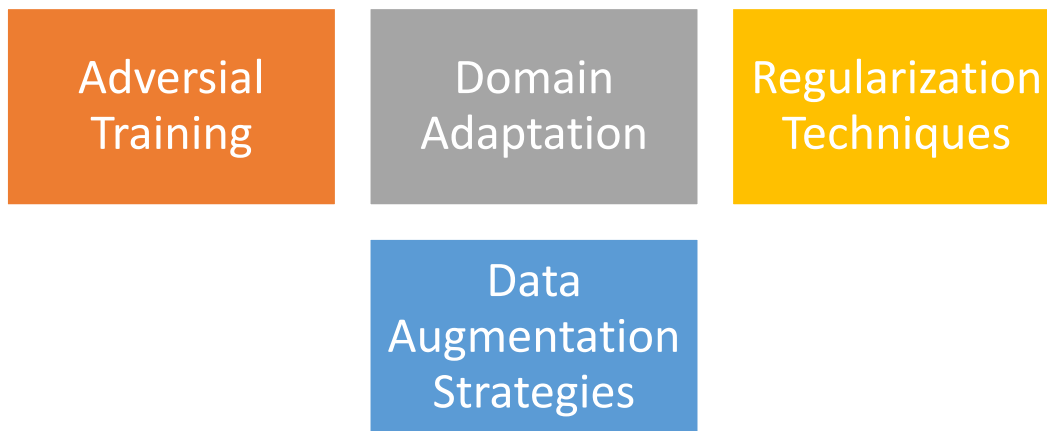 Adversial
Training
Domain
Adaptation
Regularization
Techniques
Data
Augmentation
Strategies